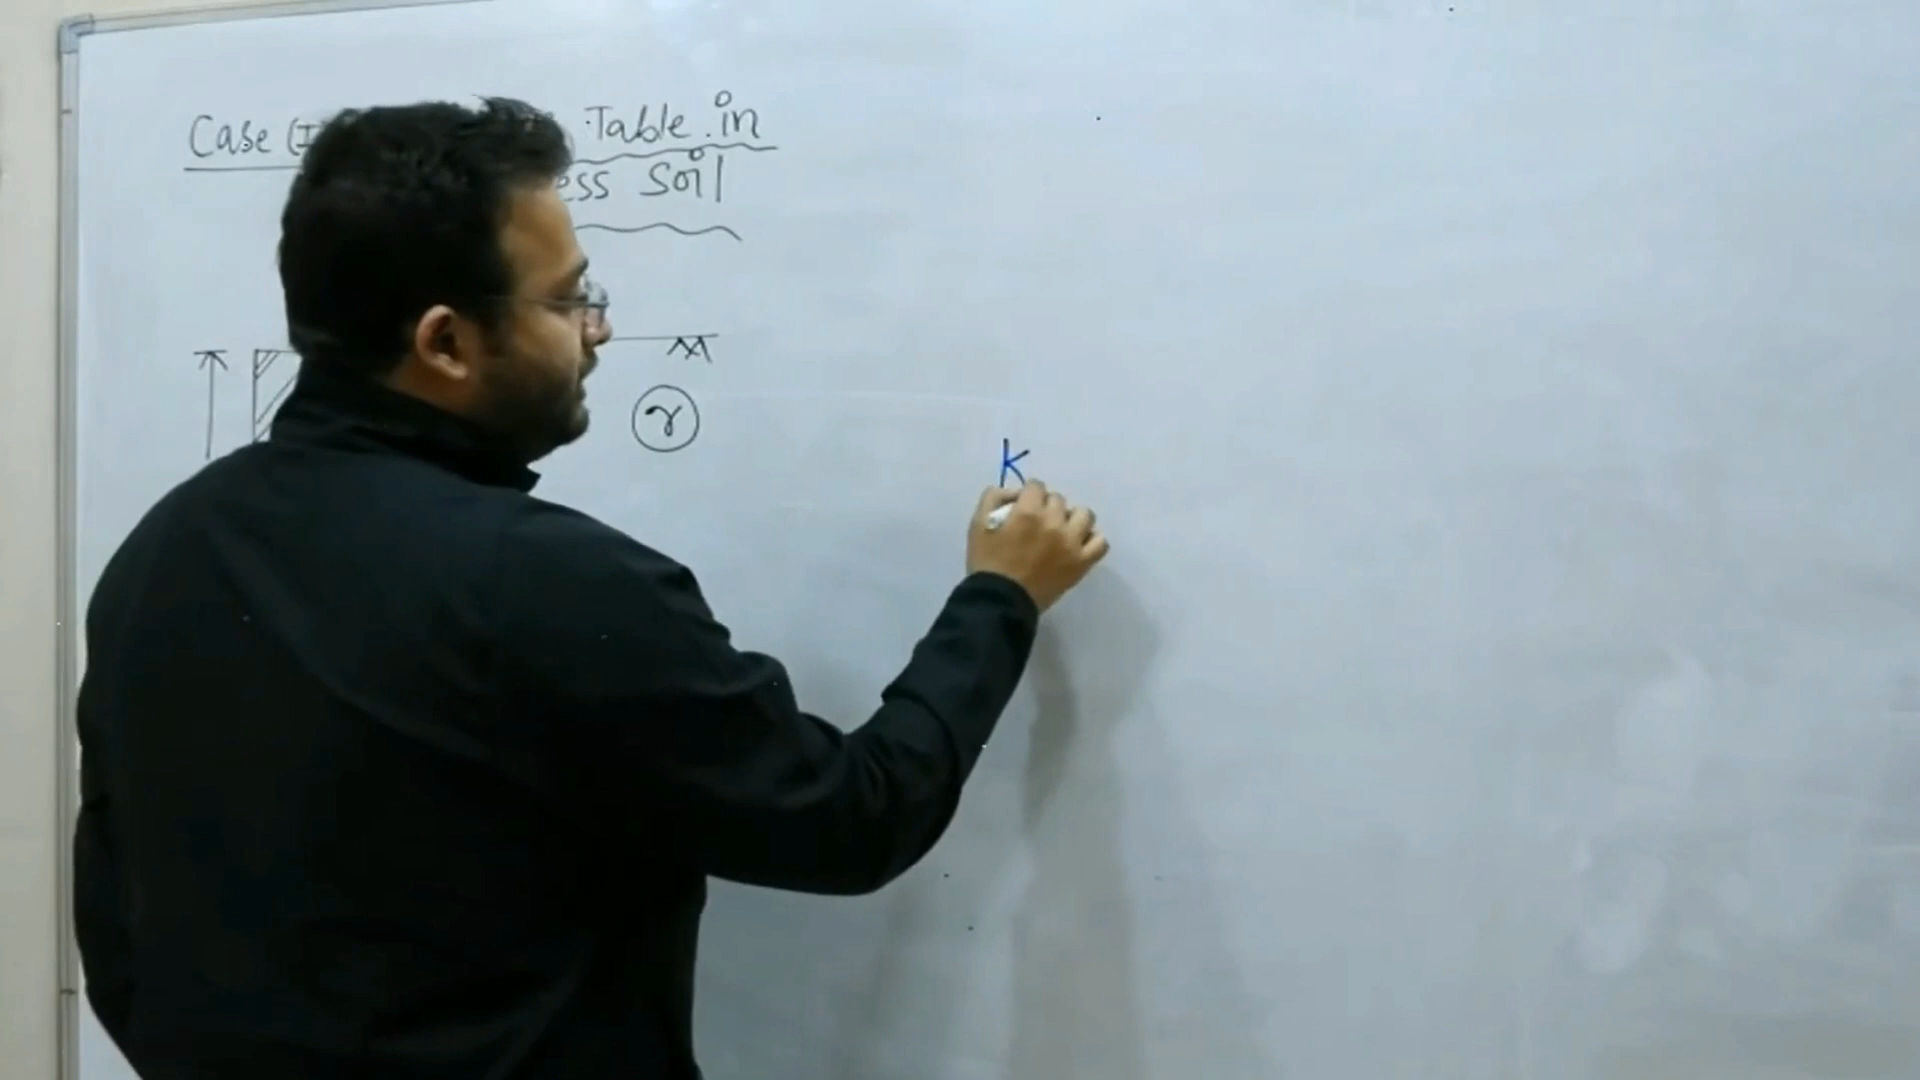 Case (I Table in
ess Soil
γ
K